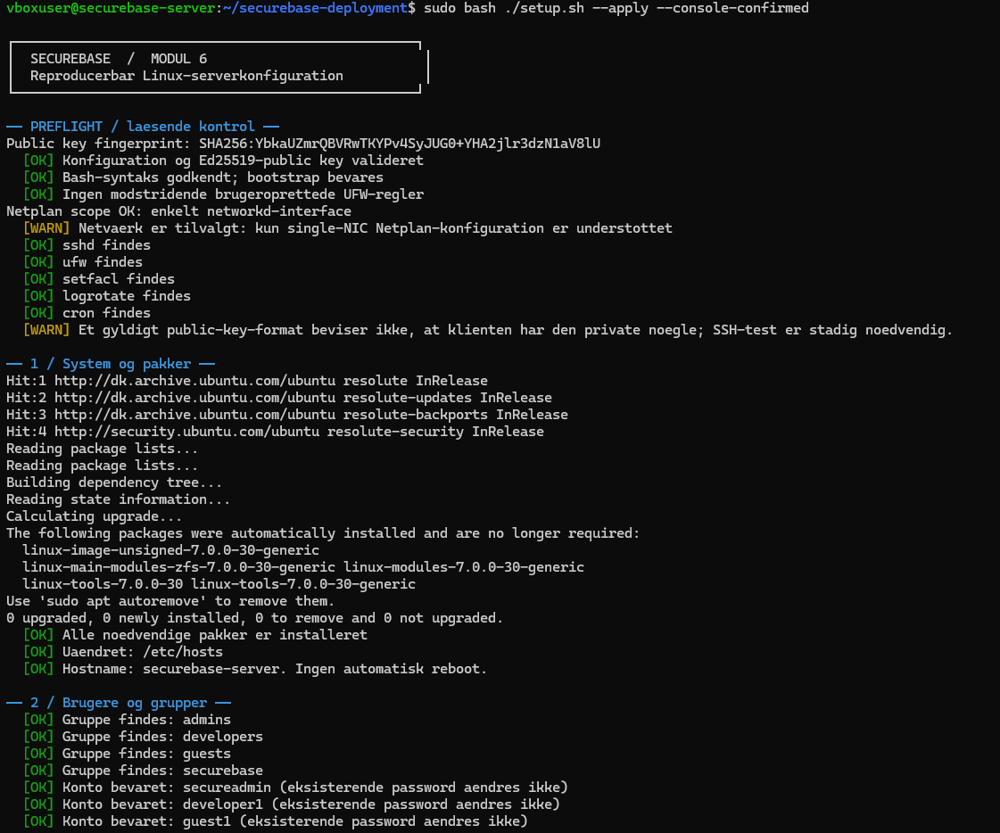 vboxuser@securebase-server:~/securebase-deployment$ sudo bash ./setup.sh --apply --console-confirmed
SECUREBASE / MODUL 6
Reproducerbar Linux-serverkonfiguration
── PREFLIGHT / laesende kontrol ──
Public key fingerprint: SHA256:YbkaUZmrQBVRwTKYPv4SyJUG0+YHA2jlr3dzN1aV8lU
[OK] Konfiguration og Ed25519-public key valideret
[OK] Bash-syntaks godkendt; bootstrap bevares
[OK] Ingen modstridende brugeroprettede UFW-regler
Netplan scope OK: enkelt networkd-interface
[WARN] Netvaerk er tilvalgt: kun single-NIC Netplan-konfiguration er understottet
[OK] sshd findes
[OK] ufw findes
[OK] setfacl findes
[OK] logrotate findes
[OK] cron findes
[WARN] Et gyldigt public-key-format beviser ikke, at klienten har den private noegle; SSH-test er stadig noedvendig.
── 1 / System og pakker ──
Hit:1 http://dk.archive.ubuntu.com/ubuntu resolute InRelease
Hit:2 http://dk.archive.ubuntu.com/ubuntu resolute-updates InRelease
Hit:3 http://dk.archive.ubuntu.com/ubuntu resolute-backports InRelease
Hit:4 http://security.ubuntu.com/ubuntu resolute-security InRelease
Reading package lists...
Reading package lists...
Building dependency tree...
Reading state information...
Calculating upgrade...
The following packages were automatically installed and are no longer required:
linux-image-unsigned-7.0.0-30-generic
linux-main-modules-zfs-7.0.0-30-generic linux-modules-7.0.0-30-generic
linux-tools-7.0.0-30 linux-tools-7.0.0-30-generic
Use 'sudo apt autoremove' to remove them.
0 upgraded, 0 newly installed, 0 to remove and 0 not upgraded.
[OK] Alle noedvendige pakker er installeret
[OK] Uaendret: /etc/hosts
[OK] Hostname: securebase-server. Ingen automatisk reboot.
── 2 / Brugere og grupper ──
[OK] Gruppe findes: admins
[OK] Gruppe findes: developers
[OK] Gruppe findes: guests
[OK] Gruppe findes: securebase
[OK] Konto bevaret: secureadmin (eksisterende password aendres ikke)
[OK] Konto bevaret: developer1 (eksisterende password aendres ikke)
[OK] Konto bevaret: guest1 (eksisterende password aendres ikke)